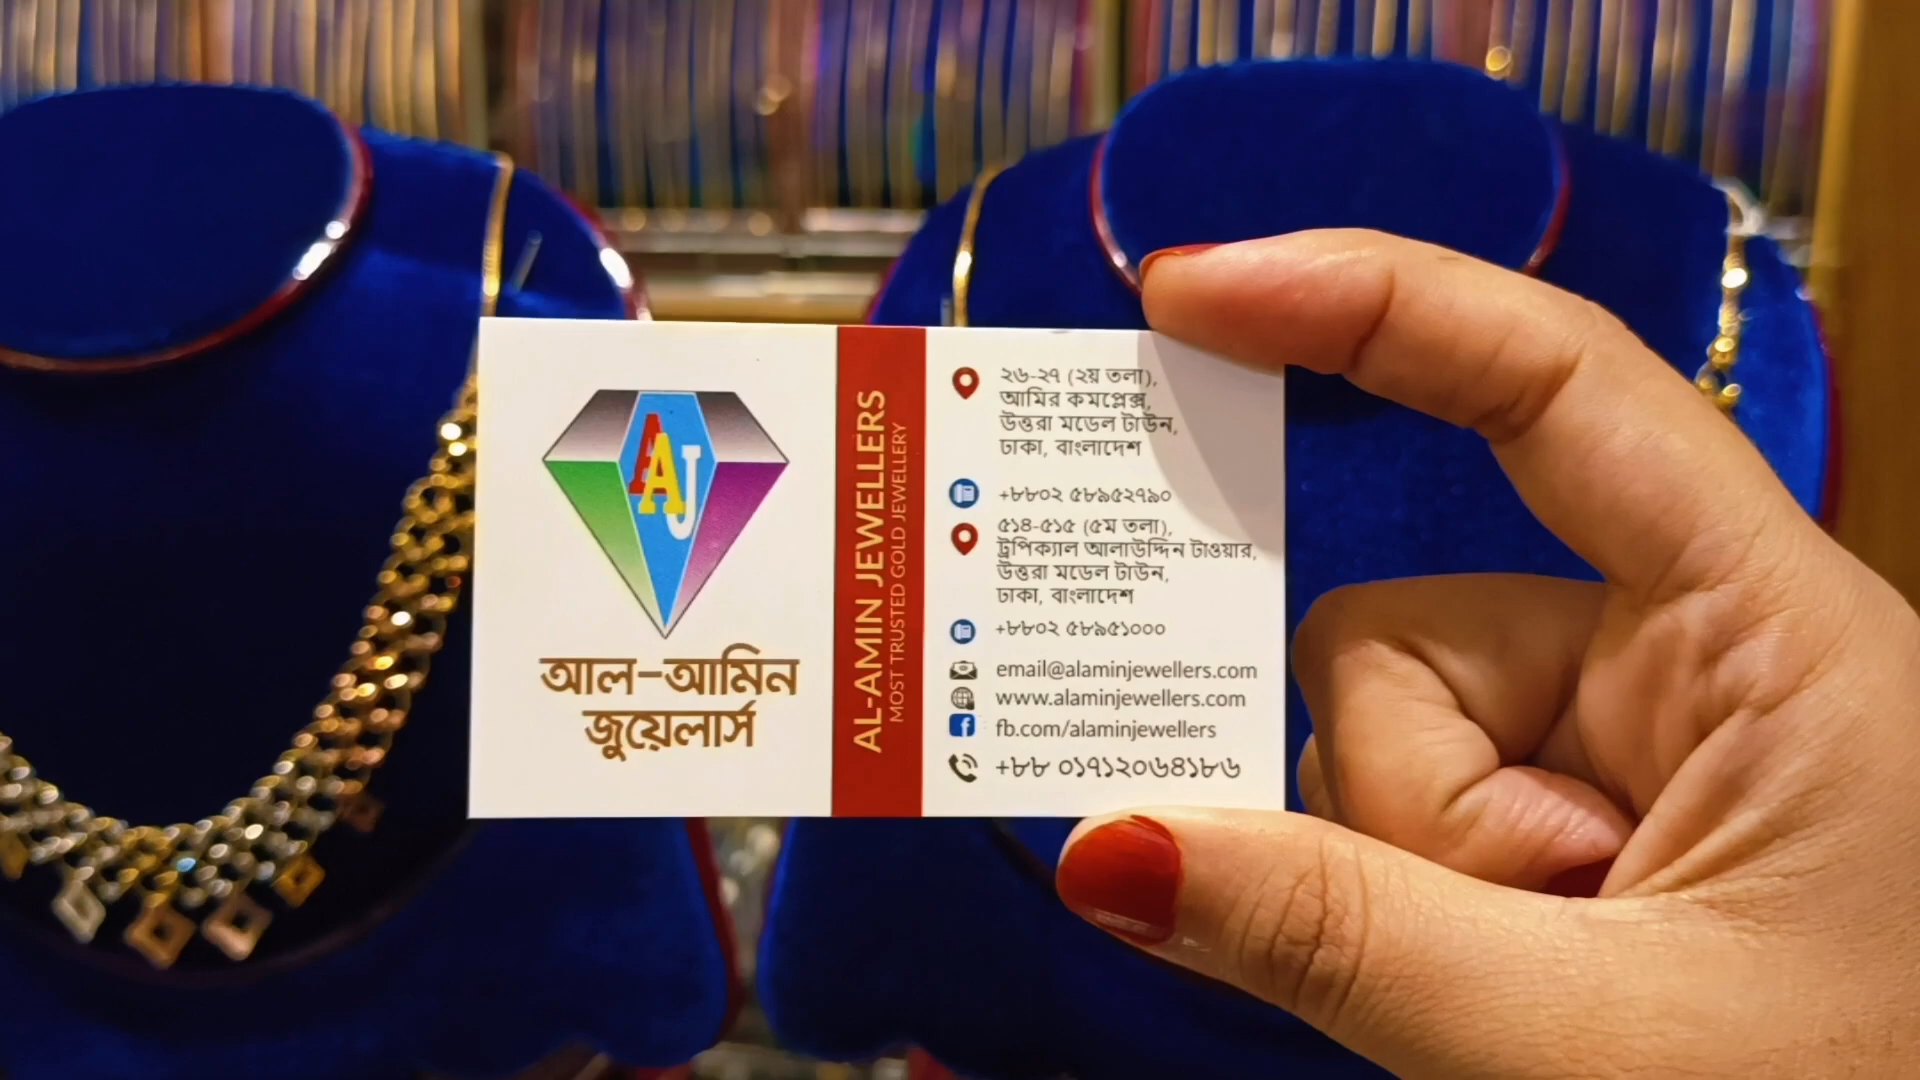 AAJ
আল-আমিন
জুয়েলার্স
AL-AMIN JEWELLERS
MOST TRUSTED GOLD JEWELLERY
২৬-২৭ (২য় তলা),
আমির কমপ্লেক্স,
উত্তরা মডেল টাউন,
ঢাকা, বাংলাদেশ
+৮৮০২ ৫৮৯৫২৭৯০
৫১৪-৫১৫ (৫ম তলা),
ট্রপিক্যাল আলাউদ্দিন টাওয়ার,
উত্তরা মডেল টাউন,
ঢাকা, বাংলাদেশ
+৮৮০২ ৫৮৯৫১০০০
email@alaminjewellers.com
www.alaminjewellers.com
fb.com/alaminjewellers
+৮৮ ০১৭১২০৬৪১৮৬